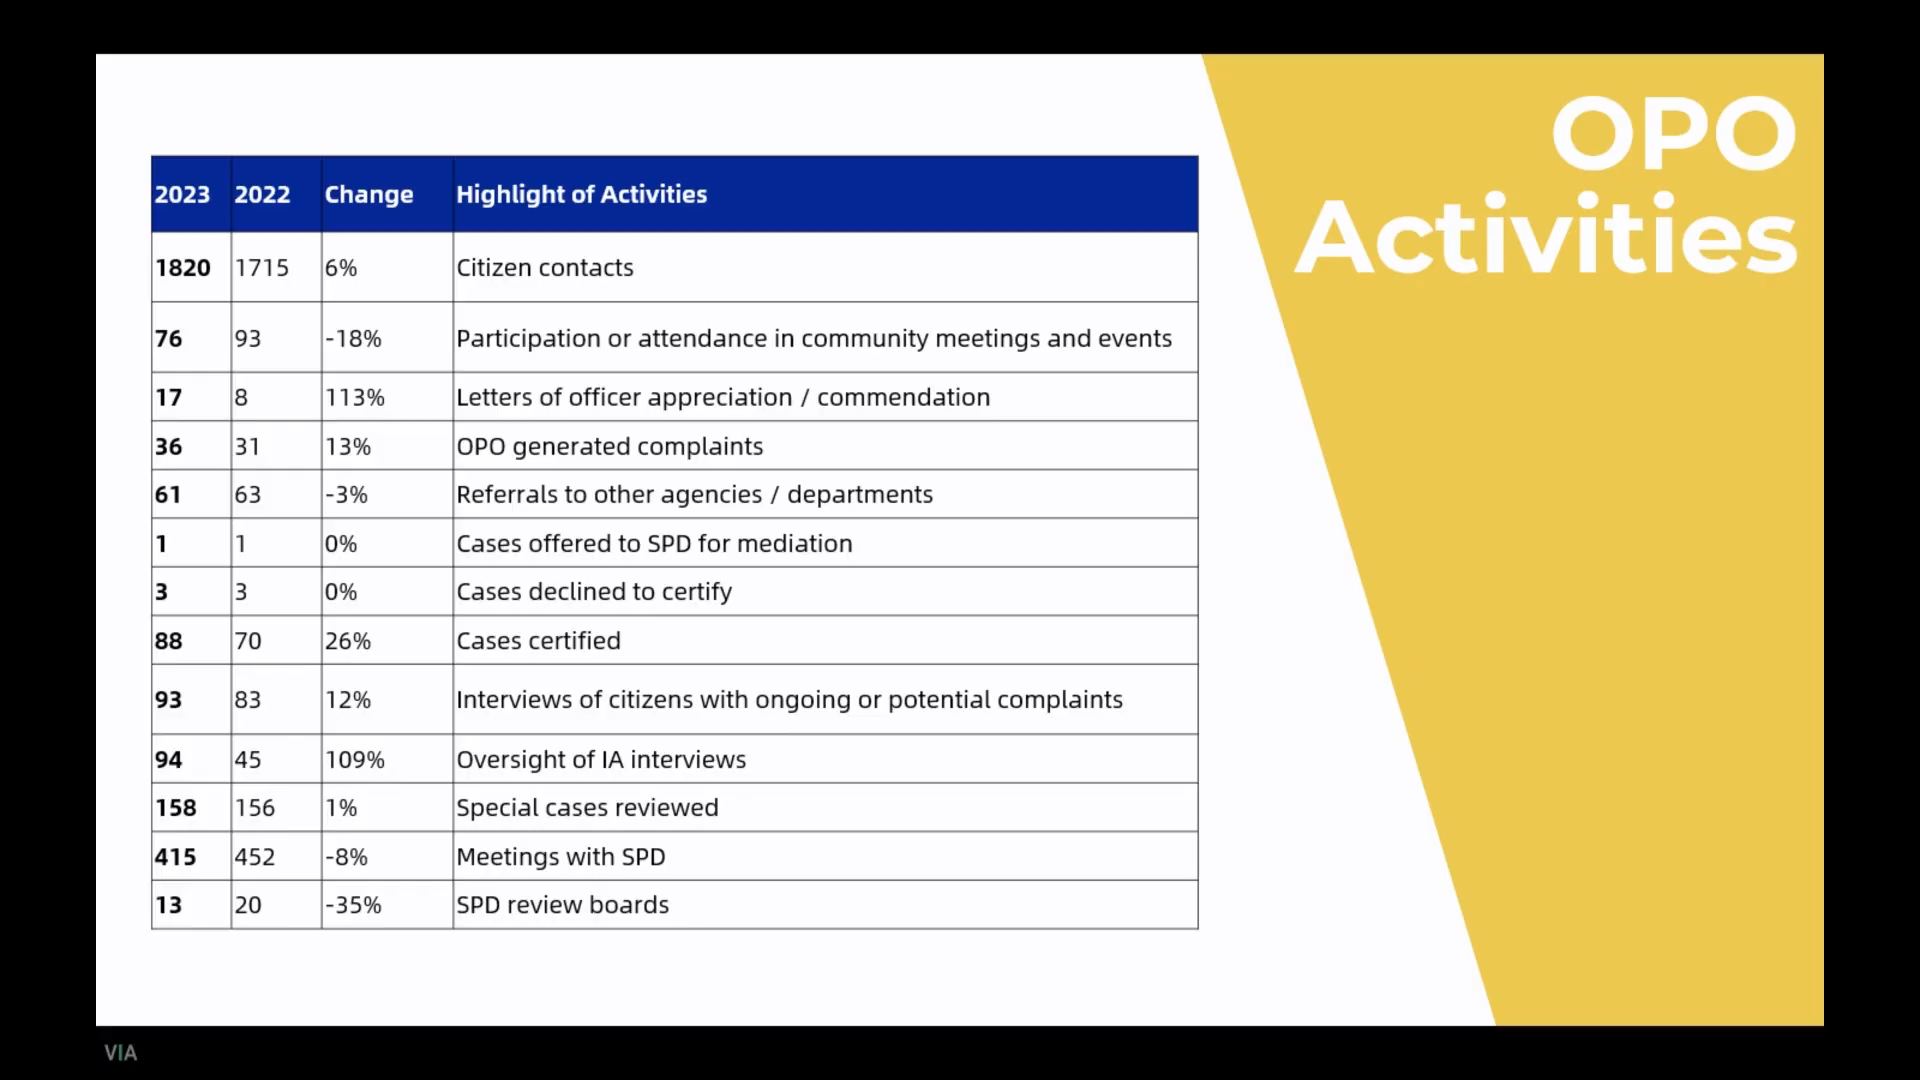 OPO
Activities
2023 2022 Change Highlight of Activities
1820 1715 6% Citizen contacts
76 93 -18% Participation or attendance in community meetings and events
17 8 113% Letters of officer appreciation / commendation
36 31 13% OPO generated complaints
61 63 -3% Referrals to other agencies / departments
1 1 0% Cases offered to SPD for mediation
3 3 0% Cases declined to certify
88 70 26% Cases certified
93 83 12% Interviews of citizens with ongoing or potential complaints
94 45 109% Oversight of IA interviews
158 156 1% Special cases reviewed
415 452 -8% Meetings with SPD
13 20 -35% SPD review boards
VIA